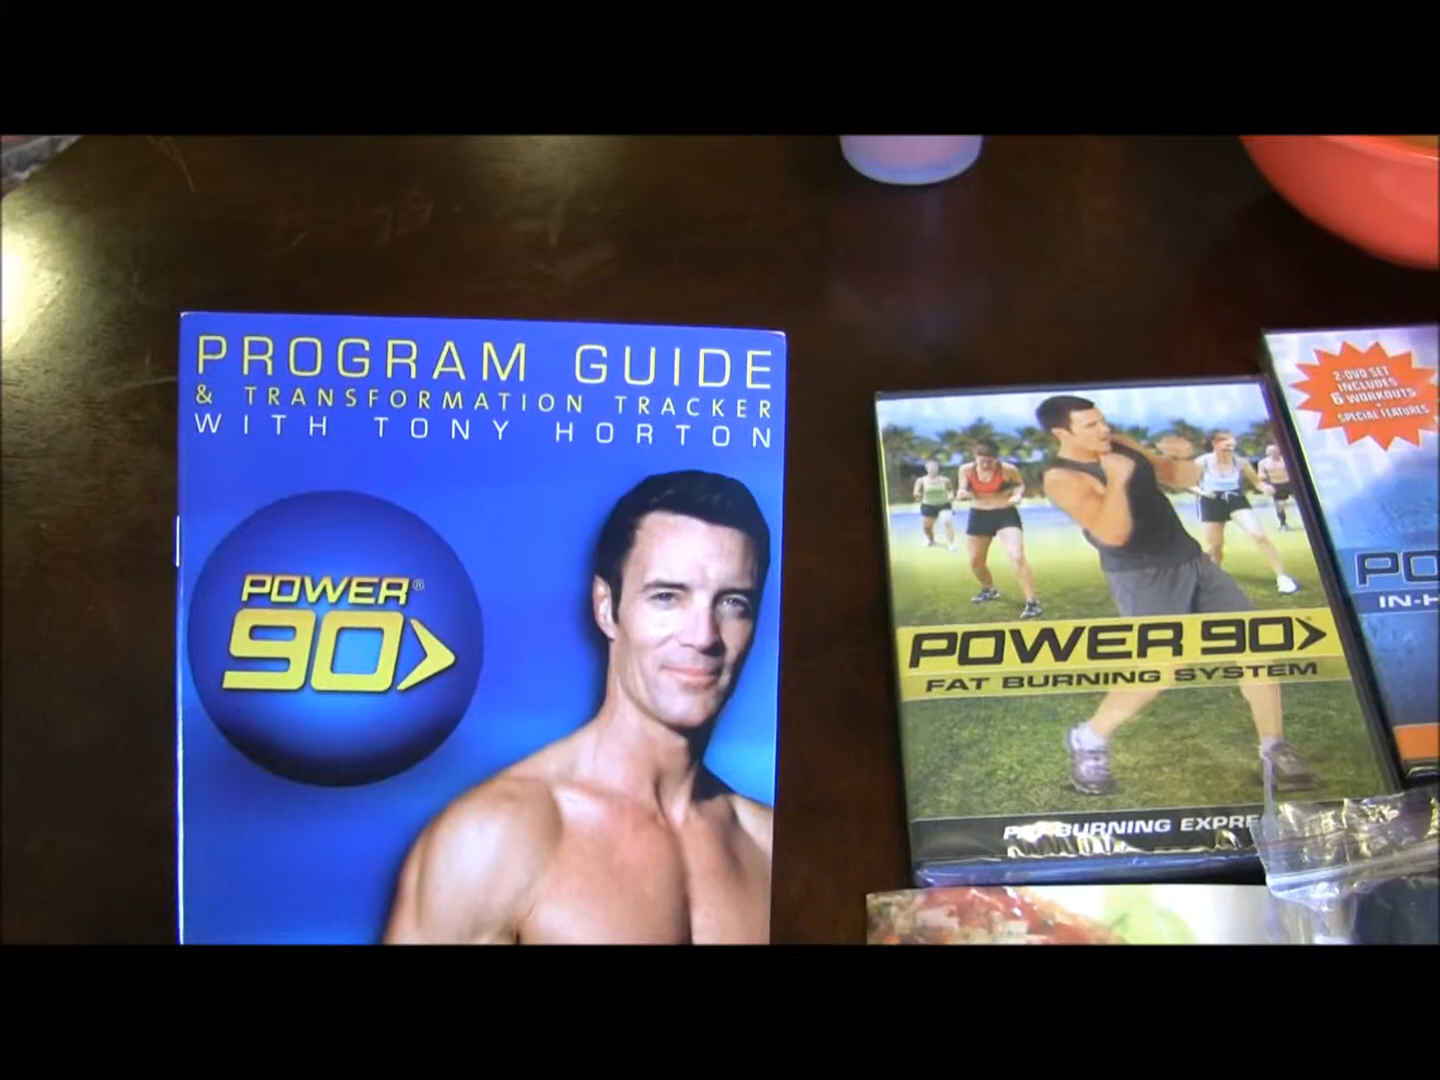 PROGRAM GUIDE
& TRANSFORMATION TRACKER
WITH TONY HORTON
POWER®
90>
POWER 90>
FAT BURNING SYSTEM
BURNING
2-DVD SET
INCLUDES
6 WORKOUTS
SPECIAL FEATURES